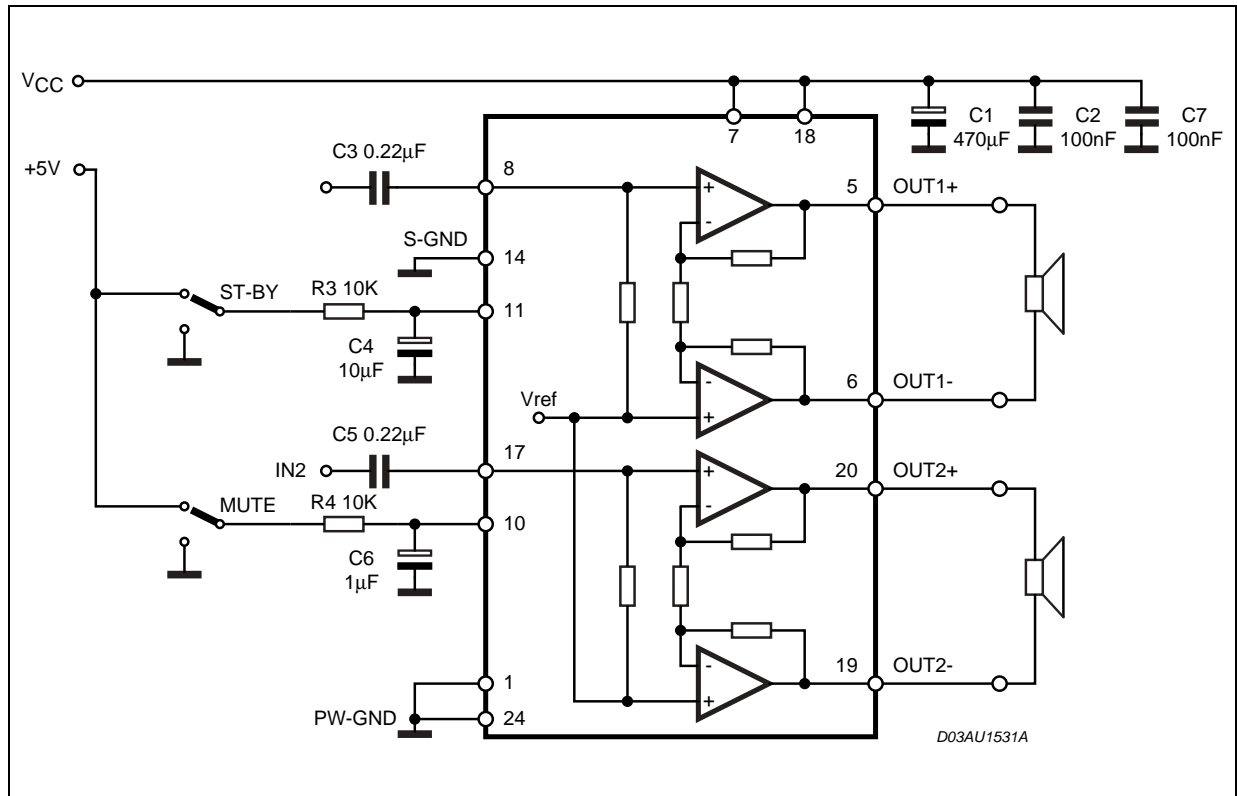 VCC
7
18
C1
470µF
C2
100nF
C7
100nF
+5V
C3 0.22µF
8
5
OUT1+
+
-
S-GND
14
ST-BY
R3 10K
11
C4
10µF
-
+
6
OUT1-
Vref
C5 0.22µF
IN2
17
+
-
20
OUT2+
MUTE
R4 10K
10
C6
1µF
-
+
19
OUT2-
1
PW-GND
24
D03AU1531A